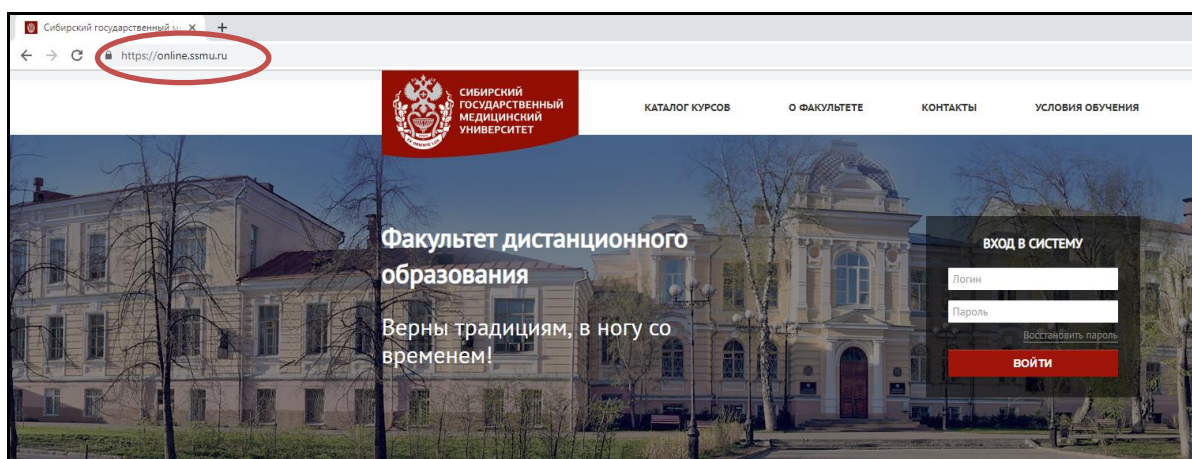 Сибирский государственный м
https://online.ssmu.ru
СИБИРСКИЙ
ГОСУДАРСТВЕННЫЙ
МЕДИЦИНСКИЙ
УНИВЕРСИТЕТ
КАТАЛОГ КУРСОВ
О ФАКУЛЬТЕТЕ
КОНТАКТЫ
УСЛОВИЯ ОБУЧЕНИЯ
Факультет дистанционного
образования
Верны традициям, в ногу со
временем!
ВХОД В СИСТЕМУ
Логин
Пароль
Восстановить пароль
ВОЙТИ